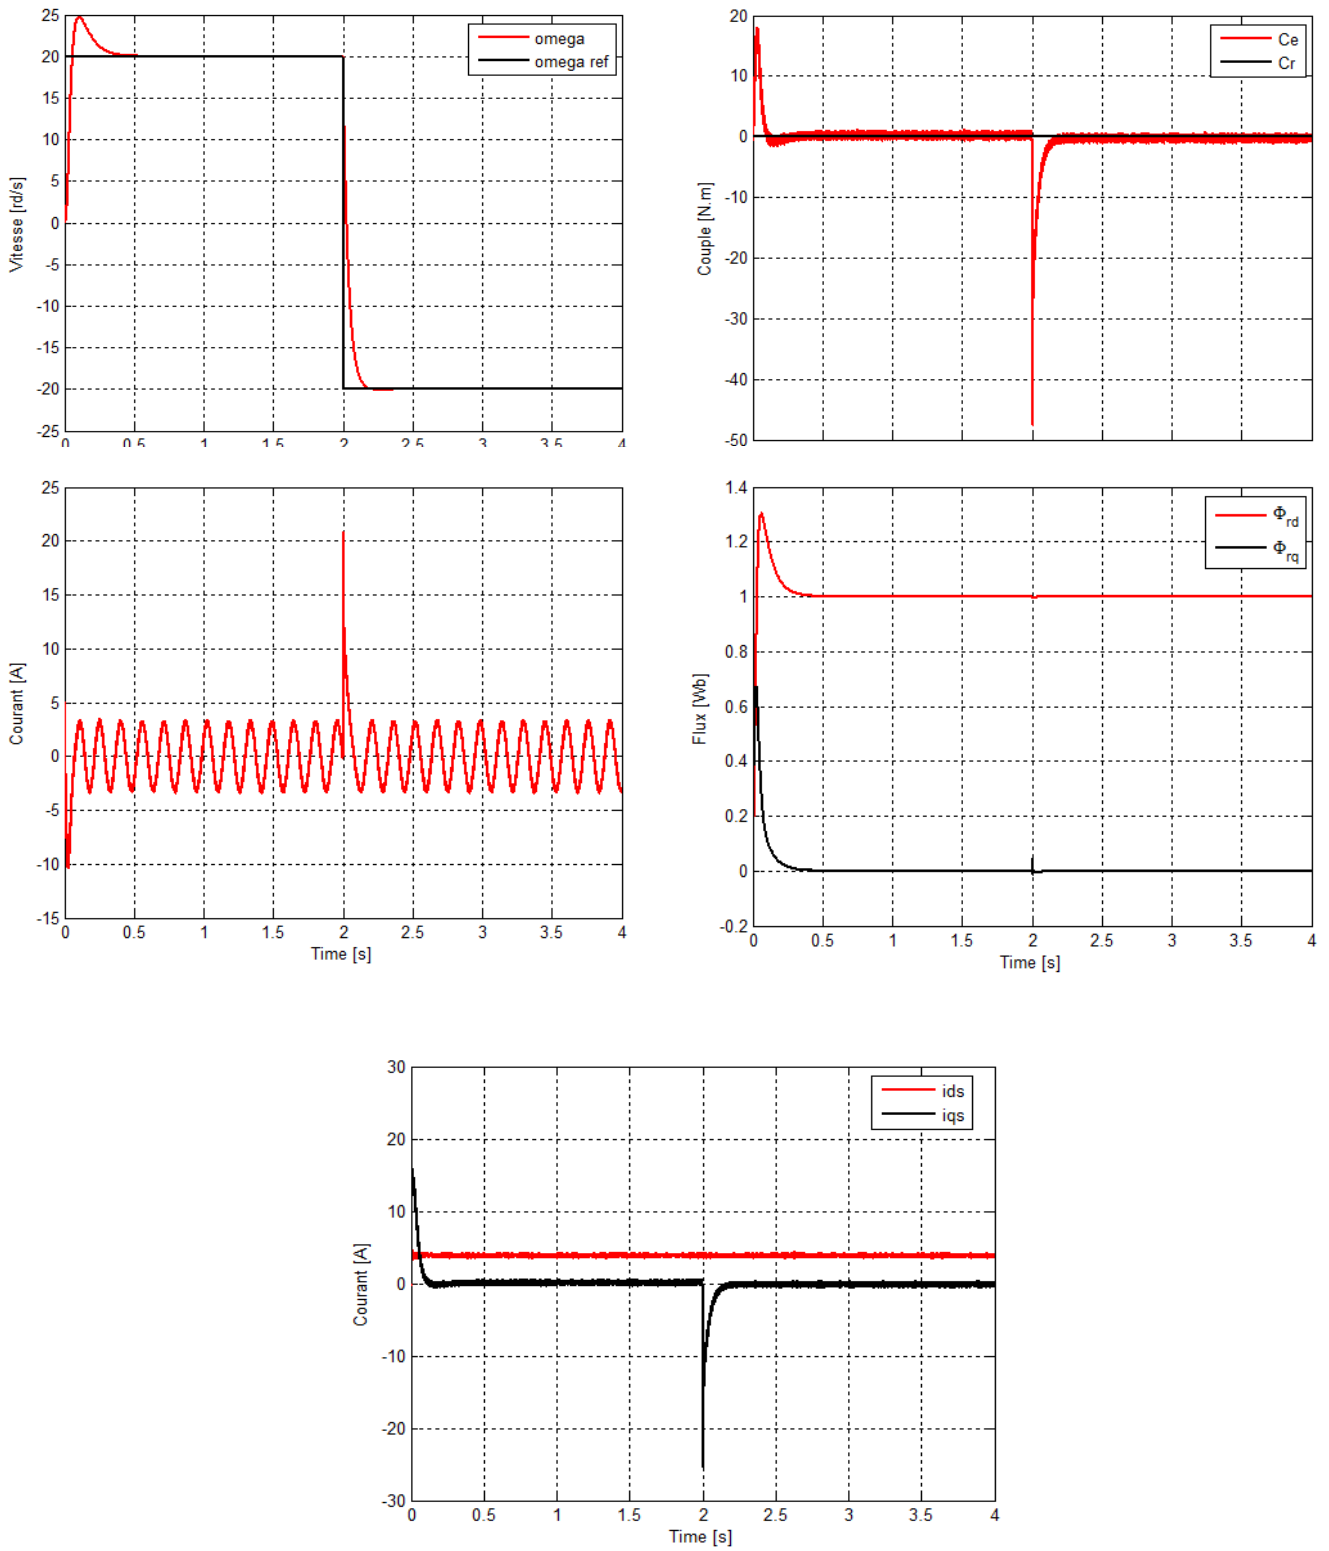 25
20
15
10
5
0
-5
-10
-15
-20
-25
Vitesse [rd/s]
omega
omega ref
0 0.5 1 1.5 2 2.5 3 3.5 4
20
10
0
-10
-20
-30
-40
-50
Couple [N.m]
Ce
Cr
25
20
15
10
5
0
-5
-10
-15
Courant [A]
0 0.5 1 1.5 2 2.5 3 3.5 4
Time [s]
1.4
1.2
1
0.8
0.6
0.4
0.2
0
-0.2
Flux [Wb]
Φrd
Φrq
0 0.5 1 1.5 2 2.5 3 3.5 4
Time [s]
30
20
10
0
-10
-20
-30
Courant [A]
ids
iqs
0 0.5 1 1.5 2 2.5 3 3.5 4
Time [s]